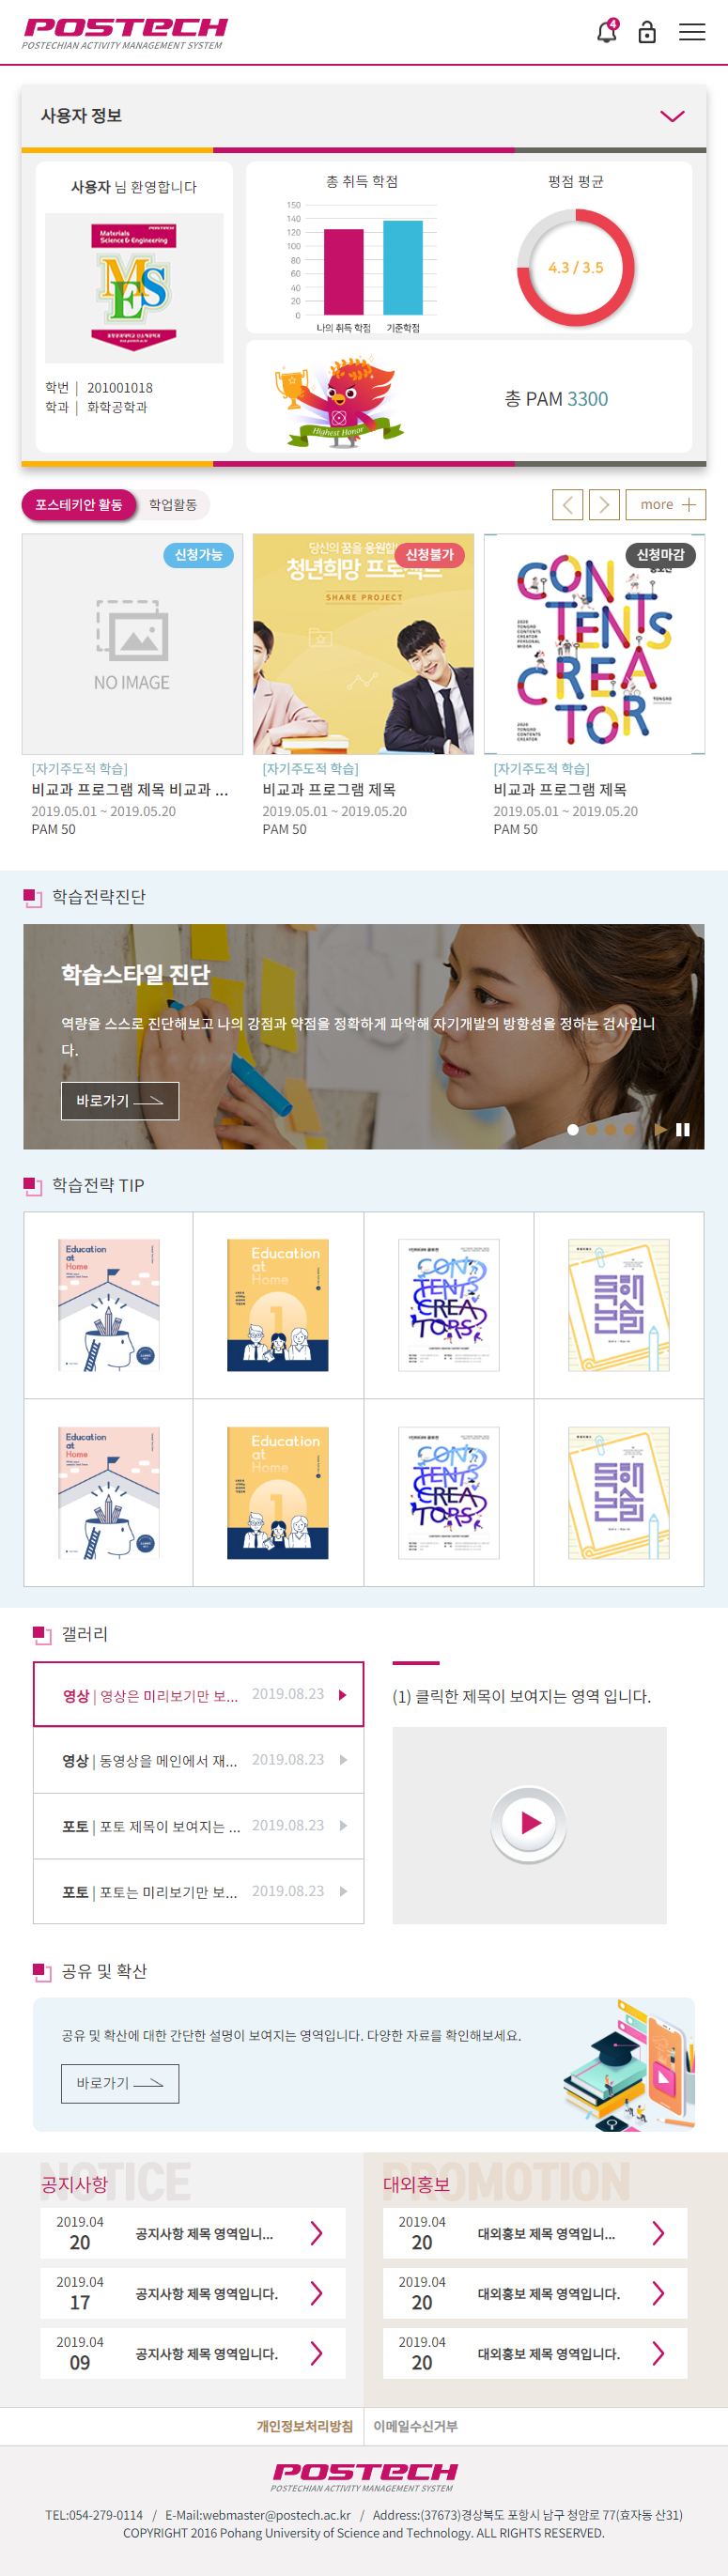 POSTECH
POSTECHIAN ACTIVITY MANAGEMENT SYSTEM
4
사용자 정보
사용자 님 환영합니다
POSTECH
Materials
Science & Engineering
MSE
학번 | 201001018
학과 | 화학공학과
총 취득 학점
150
140
120
100
80
60
40
20
0
나의 취득 학점 기준학점
평점 평균
4.3 / 3.5
Highest Honor
총 PAM 3300
포스테키안 활동 학업활동
more
신청가능
NO IMAGE
[자기주도적 학습]
비교과 프로그램 제목 비교과 ...
2019.05.01 ~ 2019.05.20
PAM 50
신청불가
당신의 꿈을 응원합
청년희망 프로젝트
SHARE PROJECT
[자기주도적 학습]
비교과 프로그램 제목
2019.05.01 ~ 2019.05.20
PAM 50
신청마감
CONTENTS
CREATOR
[자기주도적 학습]
비교과 프로그램 제목
2019.05.01 ~ 2019.05.20
PAM 50
학습전략진단
학습스타일 진단
역량을 스스로 진단해보고 나의 강점과 약점을 정확하게 파악해 자기개발의 방향성을 정하는 검사입니
다.
바로가기
학습전략 TIP
Education
at
Home
Education
at
Home
1
CONTENTS
CREATORS
Education
at
Home
Education
at
Home
1
CONTENTS
CREATORS
갤러리
영상 | 영상은 미리보기만 보... 2019.08.23
영상 | 동영상을 메인에서 재... 2019.08.23
포토 | 포토 제목이 보여지는 ... 2019.08.23
포토 | 포토는 미리보기만 보... 2019.08.23
(1) 클릭한 제목이 보여지는 영역 입니다.
공유 및 확산
공유 및 확산에 대한 간단한 설명이 보여지는 영역입니다. 다양한 자료를 확인해보세요.
바로가기
NOTICE
공지사항
2019.04
20
공지사항 제목 영역입니...
2019.04
17
공지사항 제목 영역입니다.
2019.04
09
공지사항 제목 영역입니다.
PROMOTION
대외홍보
2019.04
20
대외홍보 제목 영역입니...
2019.04
20
대외홍보 제목 영역입니다.
2019.04
20
대외홍보 제목 영역입니다.
개인정보처리방침 이메일수신거부
POSTECH
POSTECHIAN ACTIVITY MANAGEMENT SYSTEM
TEL:054-279-0114 / E-Mail:webmaster@postech.ac.kr / Address:(37673)경상북도 포항시 남구 청암로 77(효자동 산31)
COPYRIGHT 2016 Pohang University of Science and Technology. ALL RIGHTS RESERVED.